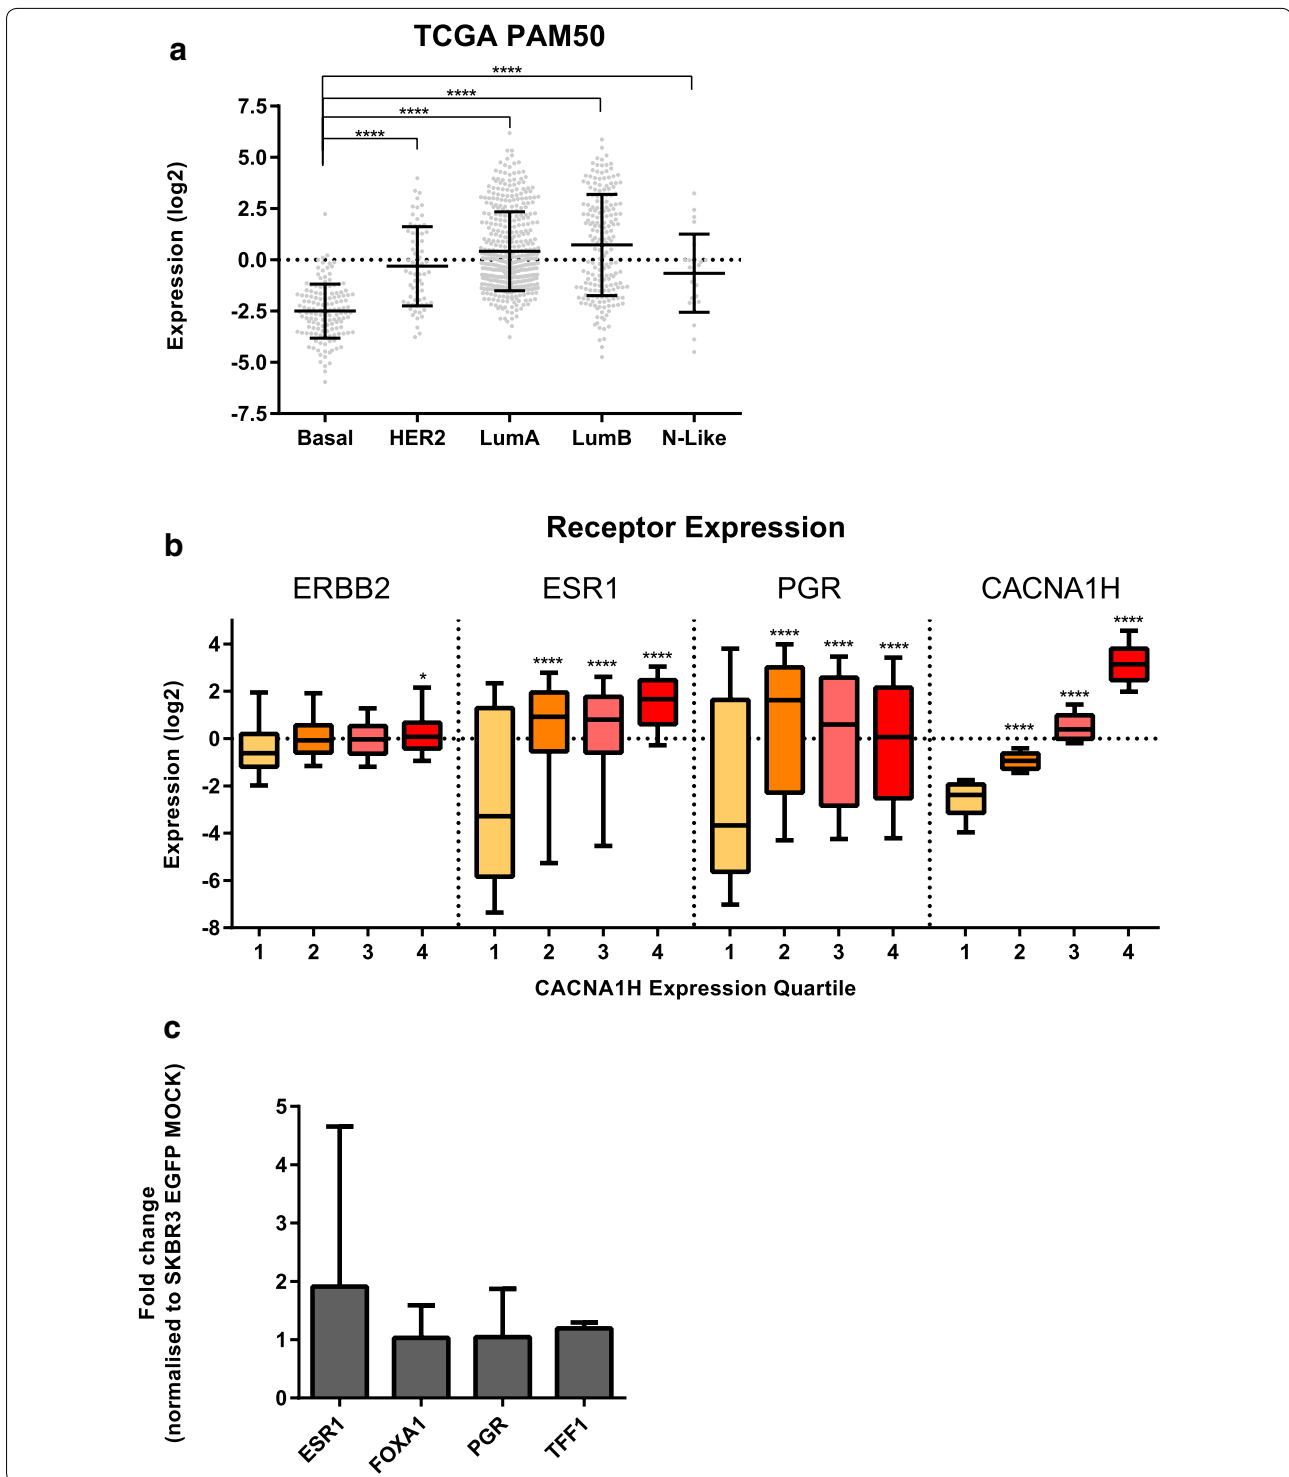 a
TCGA PAM50
****
****
****
****
7.5
5.0
2.5
0.0
-2.5
-5.0
-7.5
Expression (log2)
Basal HER2 LumA LumB N-Like
b
Receptor Expression
ERBB2 ESR1 PGR CACNA1H
* **** **** **** **** **** **** **** **** ****
4
2
0
-2
-4
-6
-8
Expression (log2)
1 2 3 4 1 2 3 4 1 2 3 4 1 2 3 4
CACNA1H Expression Quartile
c
Fold change
(normalised to SKBR3 EGFP MOCK)
5
4
3
2
1
0
ESR1 FOXA1 PGR TFF1